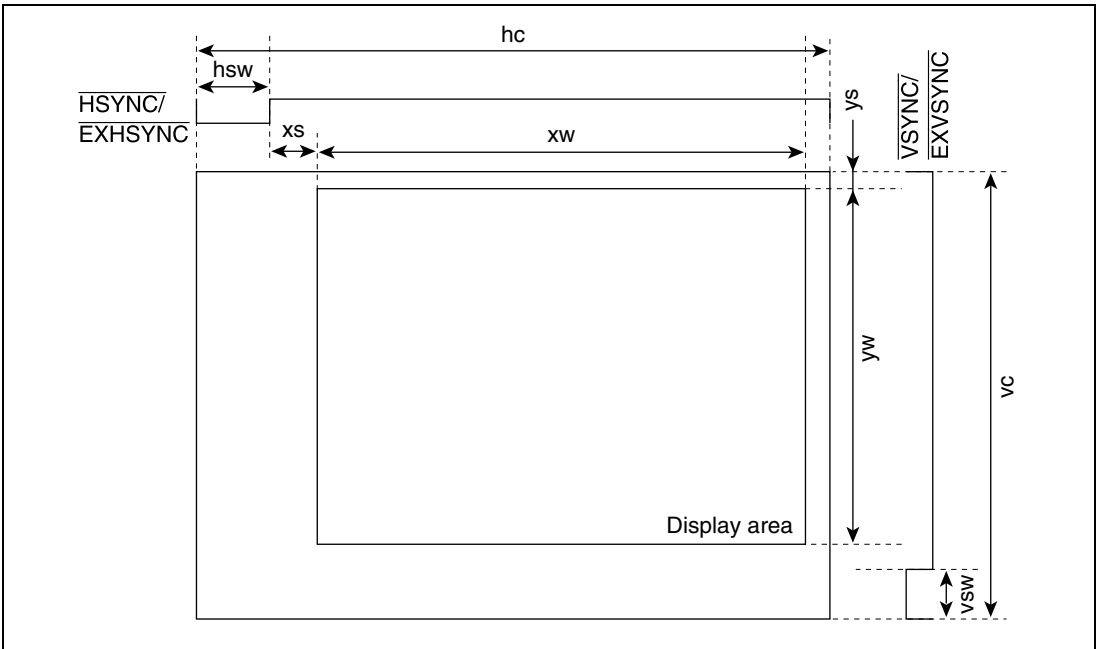 hc
hsw
HSYNC/
EXHSYNC
xs
xw
ys
VSYNC/
EXVSYNC
yw
vc
Display area
vsw